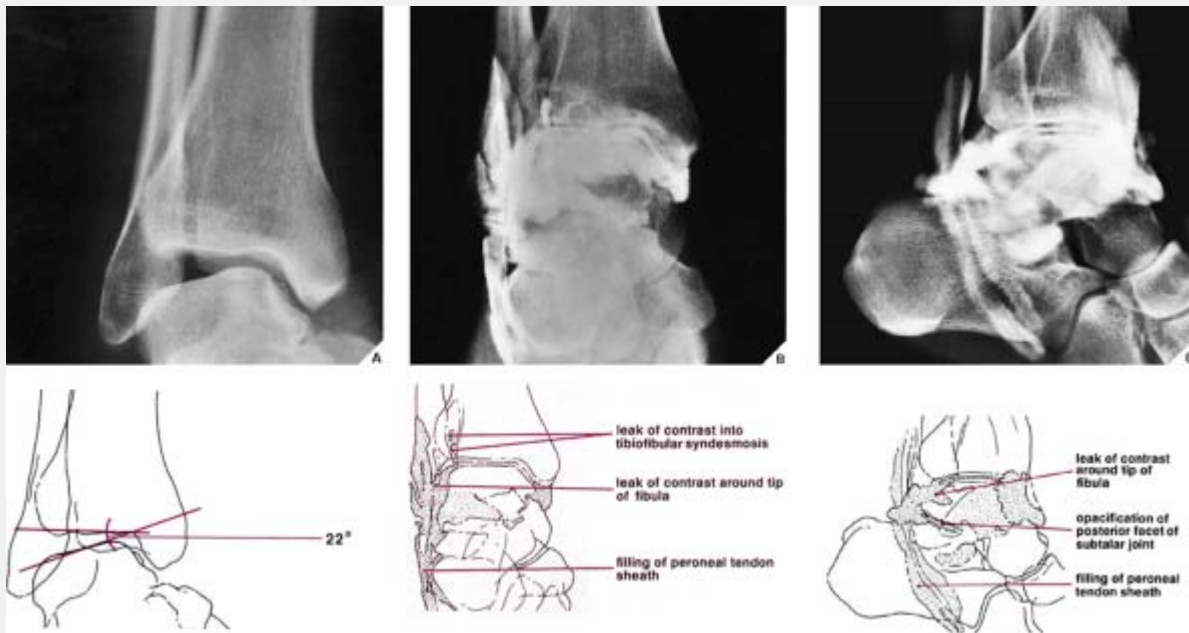 A
B
C
22°
leak of contrast into
tibiofibular syndesmosis
leak of contrast around tip
of fibula
filling of peroneal tendon
sheath
leak of contrast
around tip of
fibula
opacification of
posterior facet of
subtalar joint
filling of peroneal
tendon sheath